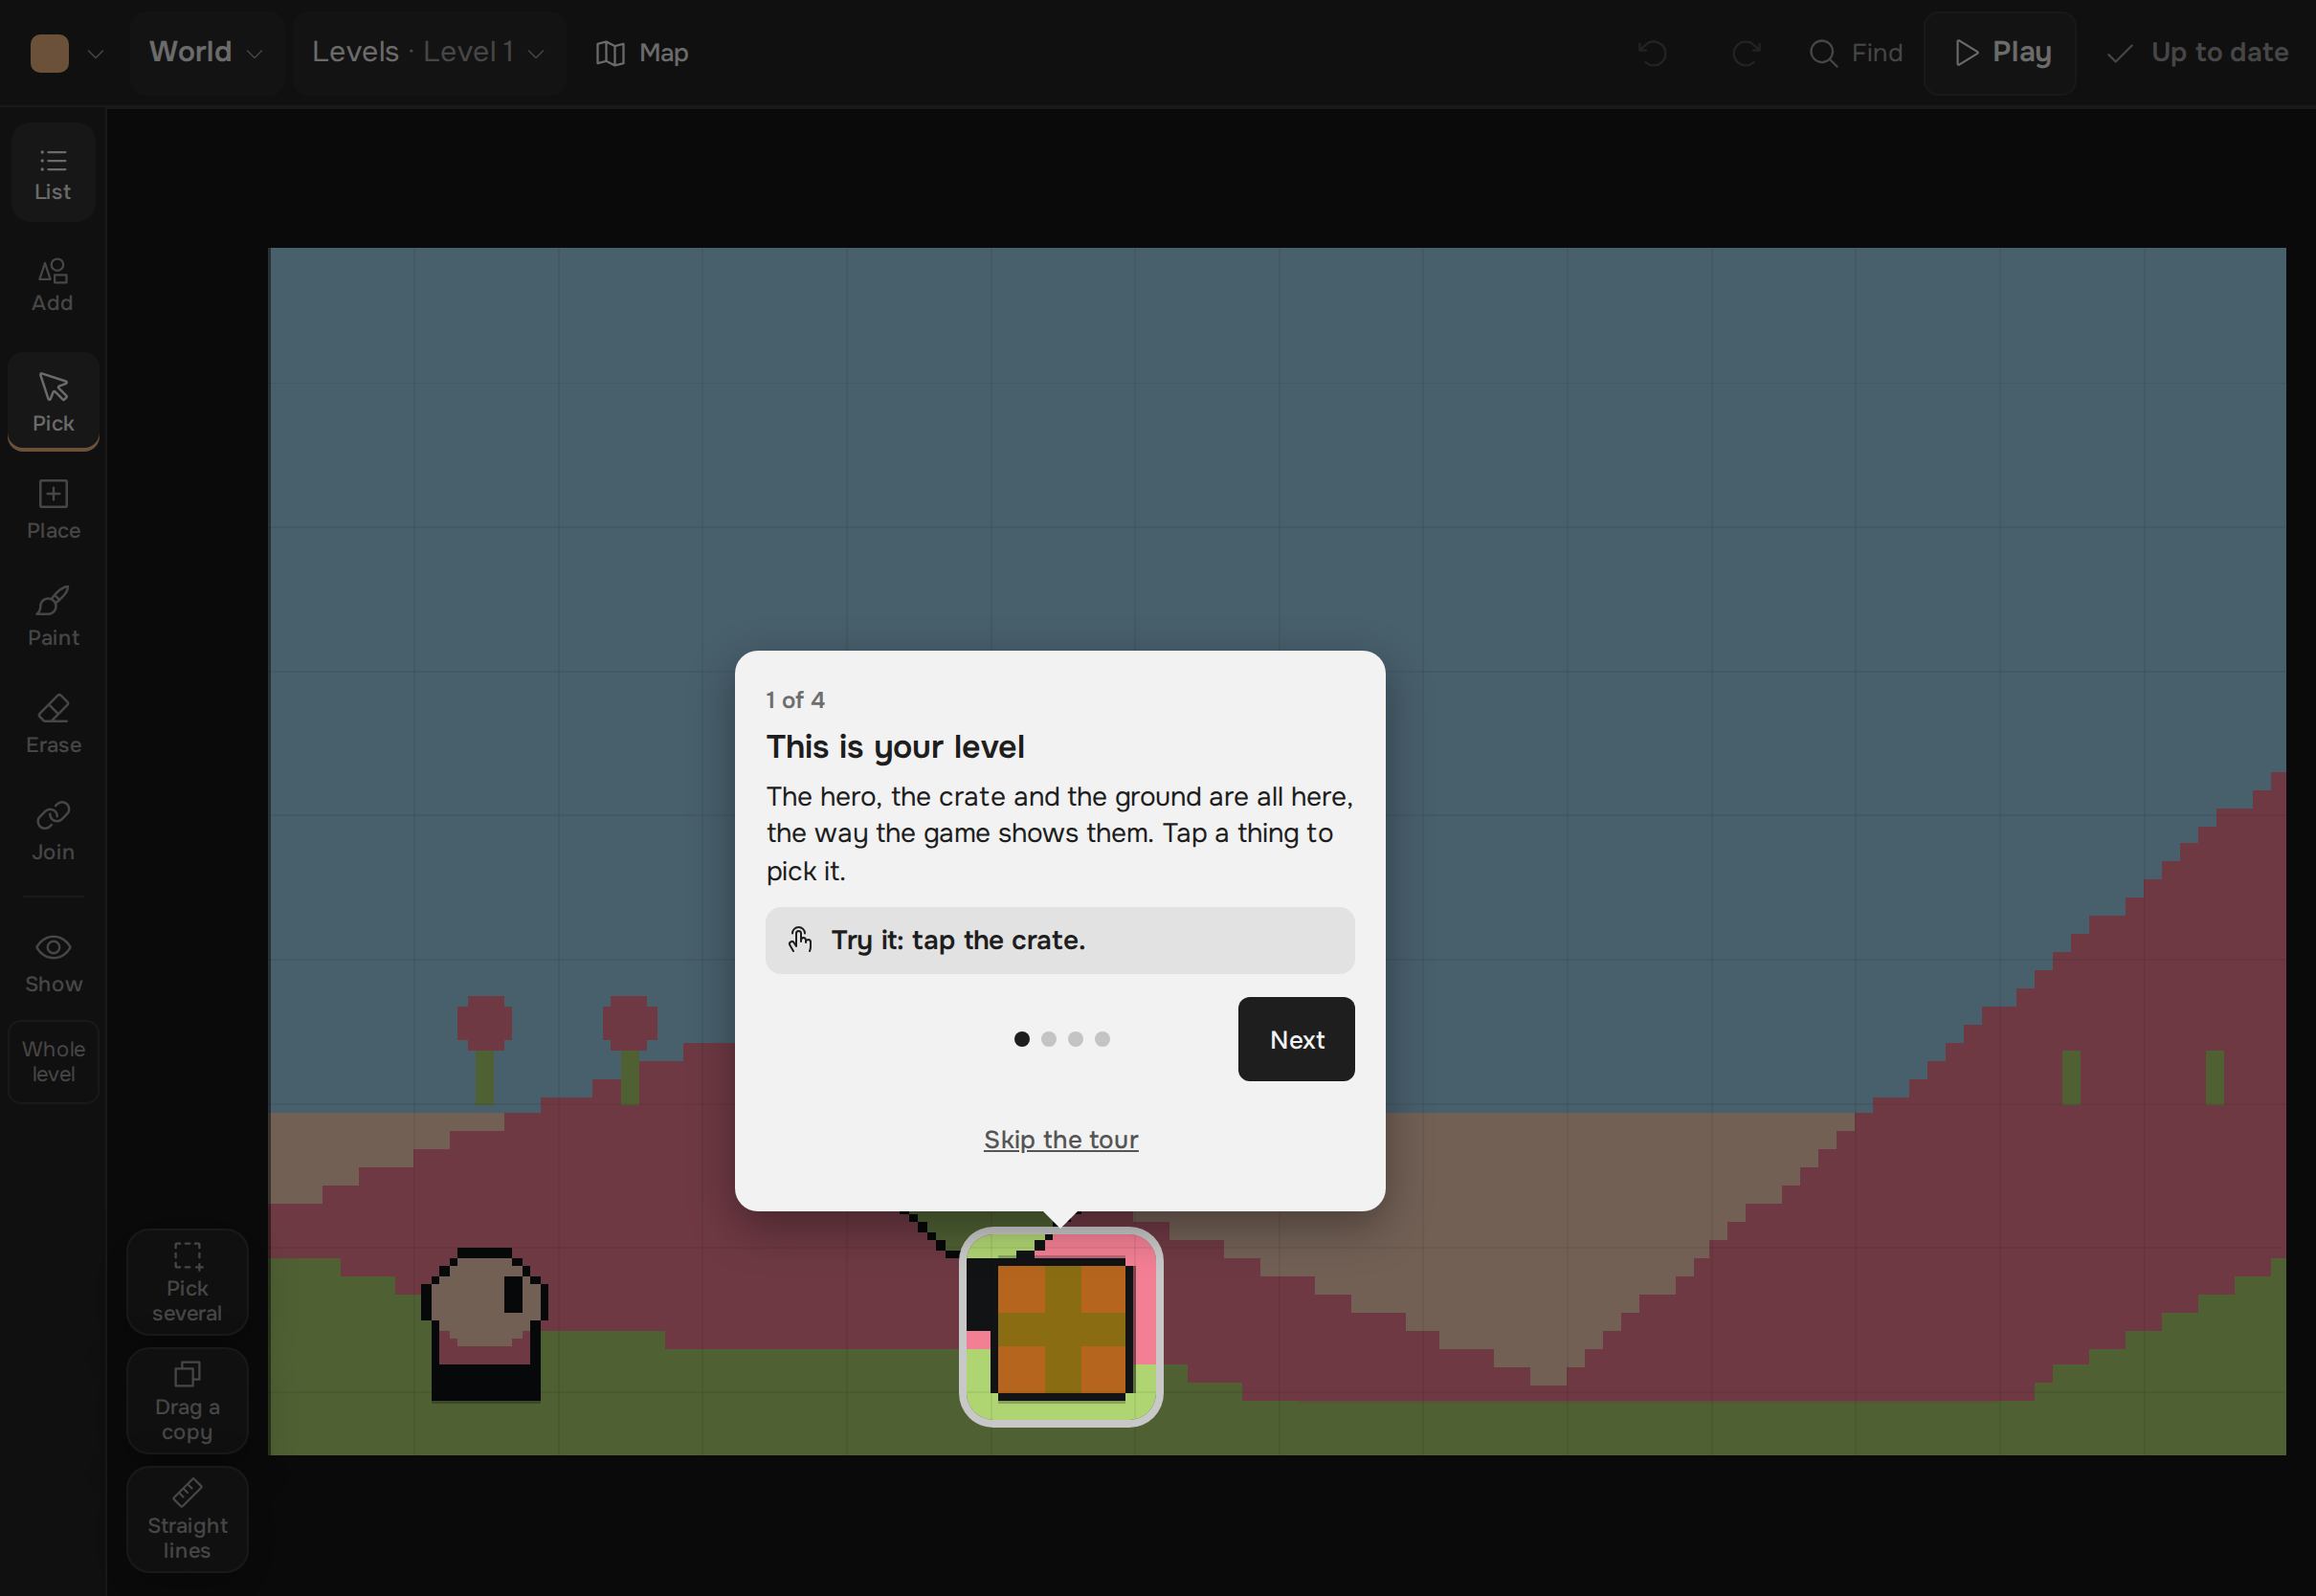 World
Levels · Level 1
Map
Find
Play
Up to date
List
Add
Pick
Place
Paint
Erase
Join
Show
Whole
level
Pick
several
Drag a
copy
Straight
lines
1 of 4
This is your level
The hero, the crate and the ground are all here,
the way the game shows them. Tap a thing to
pick it.
Try it: tap the crate.
Next
Skip the tour